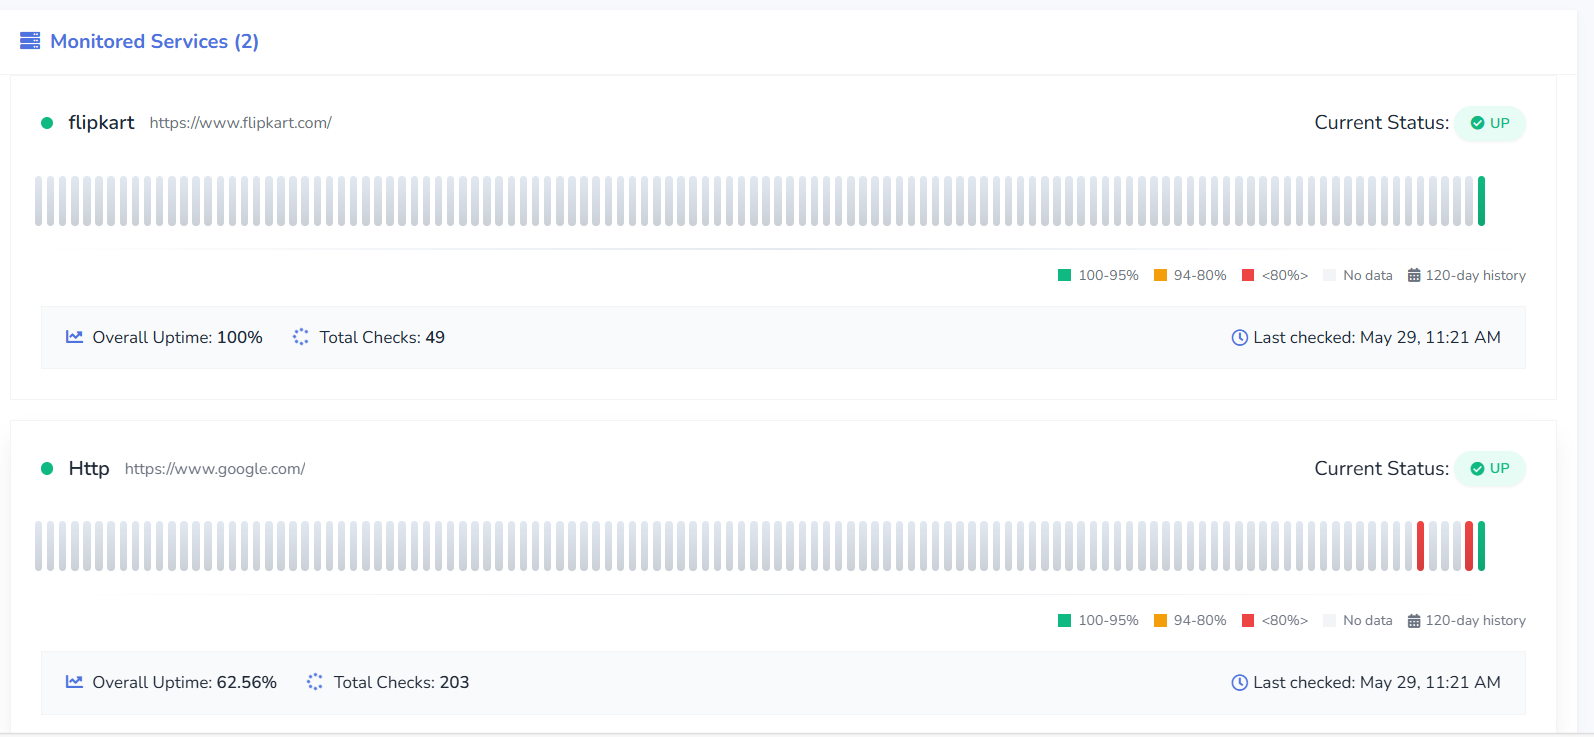 Monitored Services (2)
flipkart https://www.flipkart.com/ Current Status: UP
100-95% 94-80% <80%> No data 120-day history
Overall Uptime: 100% Total Checks: 49 Last checked: May 29, 11:21 AM
Http https://www.google.com/ Current Status: UP
100-95% 94-80% <80%> No data 120-day history
Overall Uptime: 62.56% Total Checks: 203 Last checked: May 29, 11:21 AM